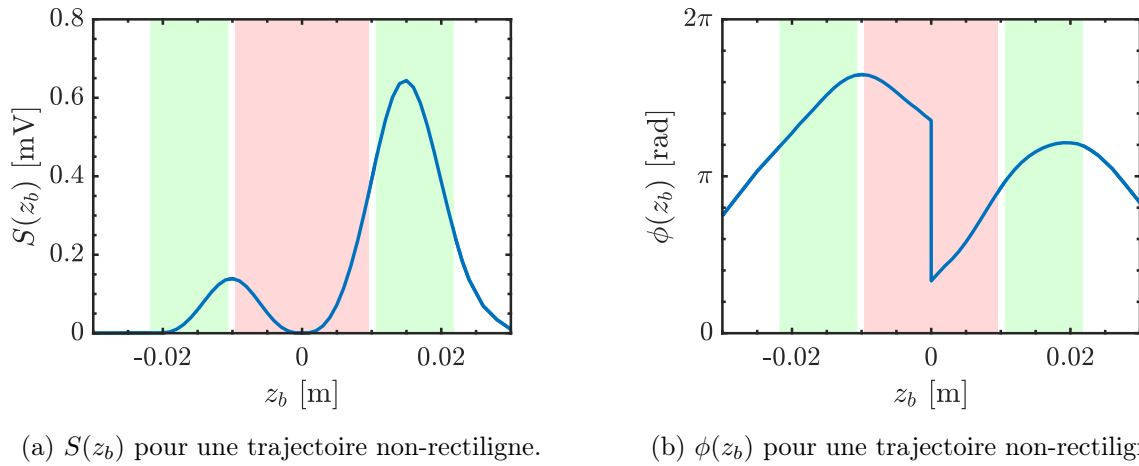 0.8
0.6
0.4
0.2
0
S(z_b) [mV]
-0.02
0
0.02
z_b [m]
(a) S(z_b) pour une trajectoire non-rectiligne.
2π
π
0
ϕ(z_b) [rad]
-0.02
0
0.02
z_b [m]
(b) ϕ(z_b) pour une trajectoire non-rectilig